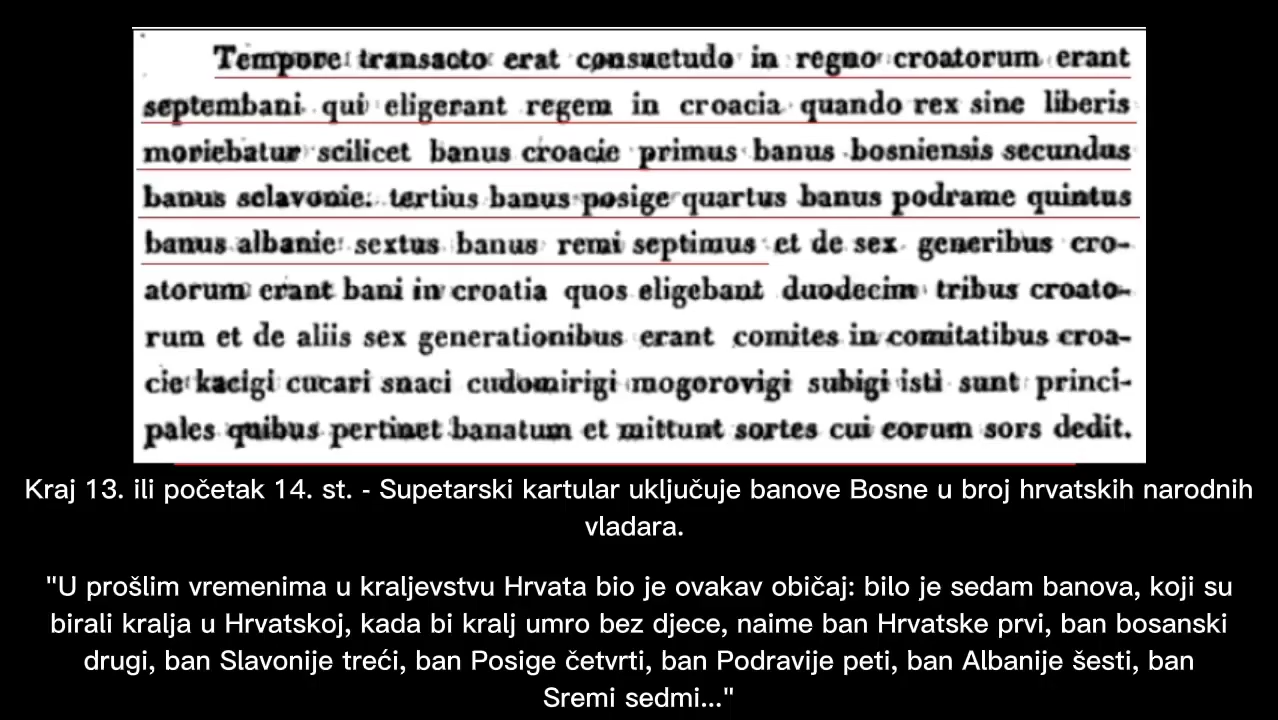 Tempore transacto erat consuetudo in regno croatorum erant
septembani qui eligerant regem in croacia quando rex sine liberis
moriebatur scilicet banus croacie primus banus bosniensis secundus
banus sclavonie. tertius banus posige quartus banus podrame quintus
banus albanie sextus banus remi septimus et de sex generibus cro-
atorum erant bani in croatia quos eligebant duodecim tribus croato-
rum et de aliis sex generationibus erant comites in comitatibus croa-
cie kacigi cucari snaci cudomirigi mogorovigi subigi isti sunt princi-
pales quibus pertinet banatum et mittunt sortes cui eorum sors dedit.
Kraj 13. ili početak 14. st. - Supetarski kartular uključuje banove Bosne u broj hrvatskih narodnih
vladara.
"U prošlim vremenima u kraljevstvu Hrvata bio je ovakav običaj: bilo je sedam banova, koji su
birali kralja u Hrvatskoj, kada bi kralj umro bez djece, naime ban Hrvatske prvi, ban bosanski
drugi, ban Slavonije treći, ban Posige četvrti, ban Podravije peti, ban Albanije šesti, ban
Sremi sedmi..."